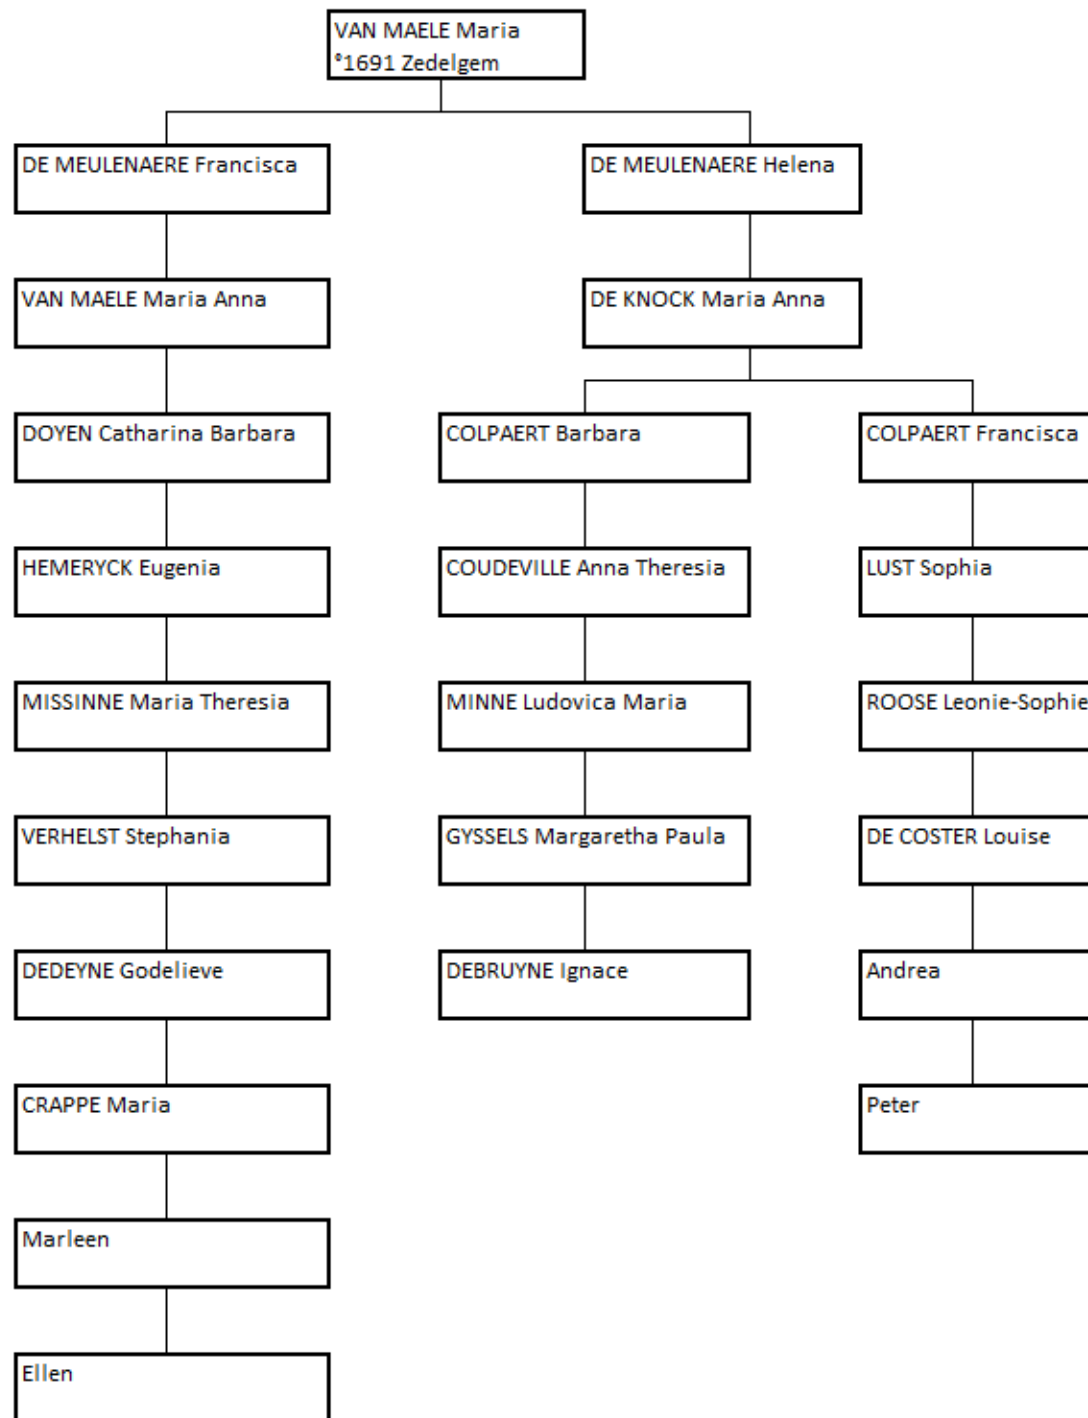 VAN MAELE Maria
°1691 Zedelgem
DE MEULENAERE Francisca
DE MEULENAERE Helena
VAN MAELE Maria Anna
DE KNOCK Maria Anna
DOYEN Catharina Barbara
COLPAERT Barbara
COLPAERT Francisca
HEMERYCK Eugenia
COUDEVILLE Anna Theresia
LUST Sophia
MISSINNE Maria Theresia
MINNE Ludovica Maria
ROOSE Leonie-Sophie
VERHELST Stephania
GYSSELS Margaretha Paula
DE COSTER Louise
DEDEYNE Godelieve
DEBRUYNE Ignace
Andrea
CRAPPE Maria
Peter
Marleen
Ellen